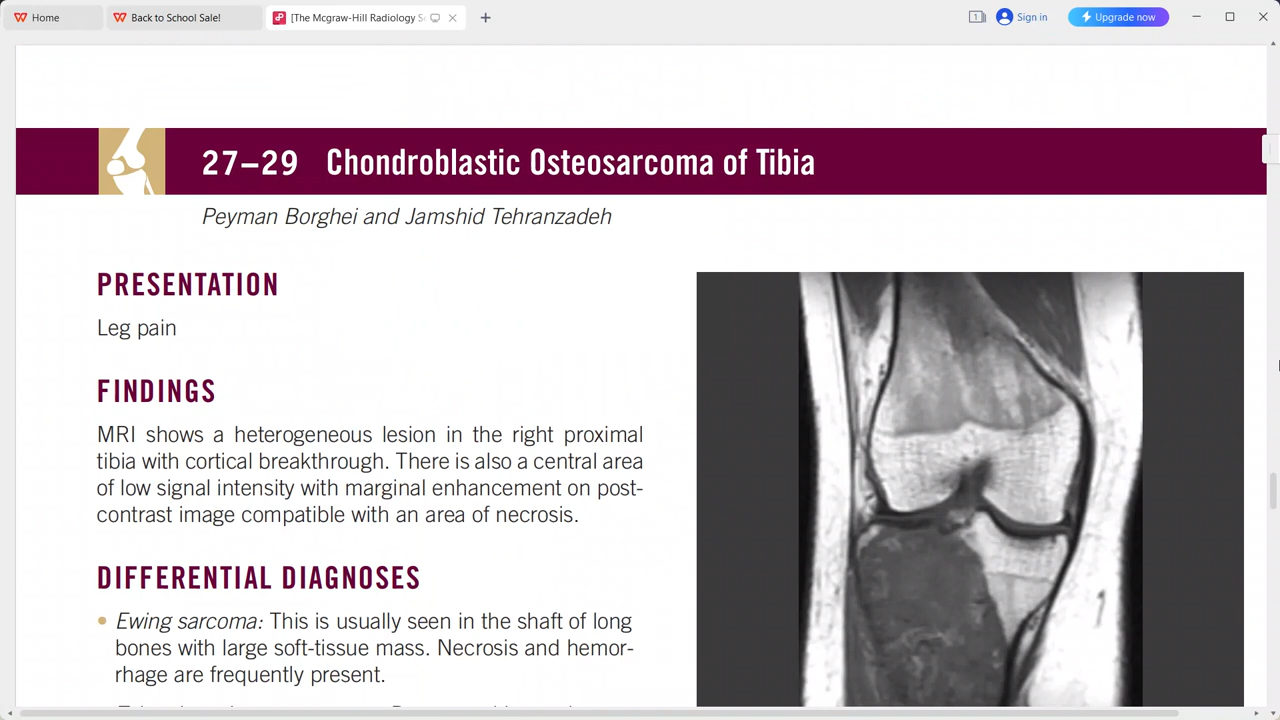 Home
Back to School Sale!
[The Mcgraw-Hill Radiology S
1
Sign in
Upgrade now
27–29 Chondroblastic Osteosarcoma of Tibia
Peyman Borghei and Jamshid Tehranzadeh
PRESENTATION
Leg pain
FINDINGS
MRI shows a heterogeneous lesion in the right proximal
tibia with cortical breakthrough. There is also a central area
of low signal intensity with marginal enhancement on post-
contrast image compatible with an area of necrosis.
DIFFERENTIAL DIAGNOSES
• Ewing sarcoma: This is usually seen in the shaft of long
bones with large soft-tissue mass. Necrosis and hemor-
rhage are frequently present.